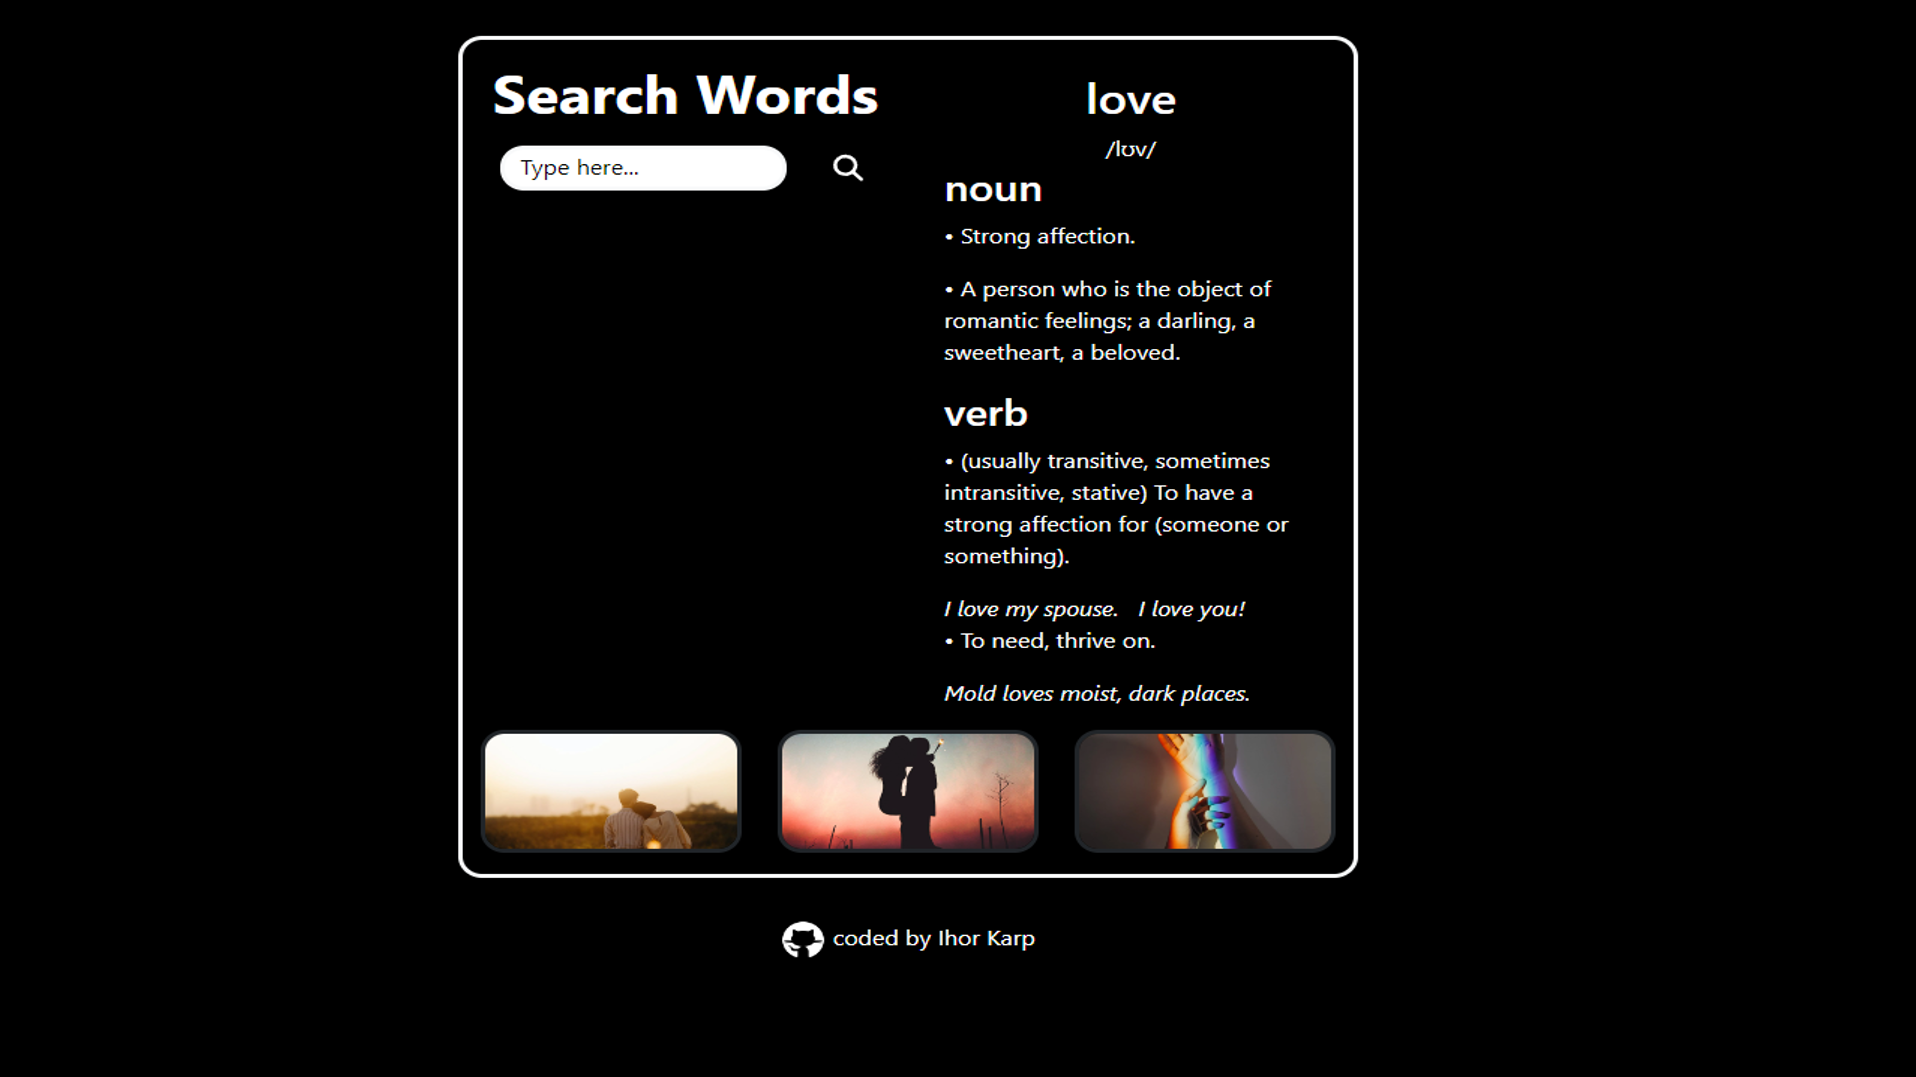 Search Words
Type here...
love
/lʊv/
noun
• Strong affection.
• A person who is the object of
romantic feelings; a darling, a
sweetheart, a beloved.
verb
• (usually transitive, sometimes
intransitive, stative) To have a
strong affection for (someone or
something).
I love my spouse.   I love you!
• To need, thrive on.
Mold loves moist, dark places.
coded by Ihor Karp